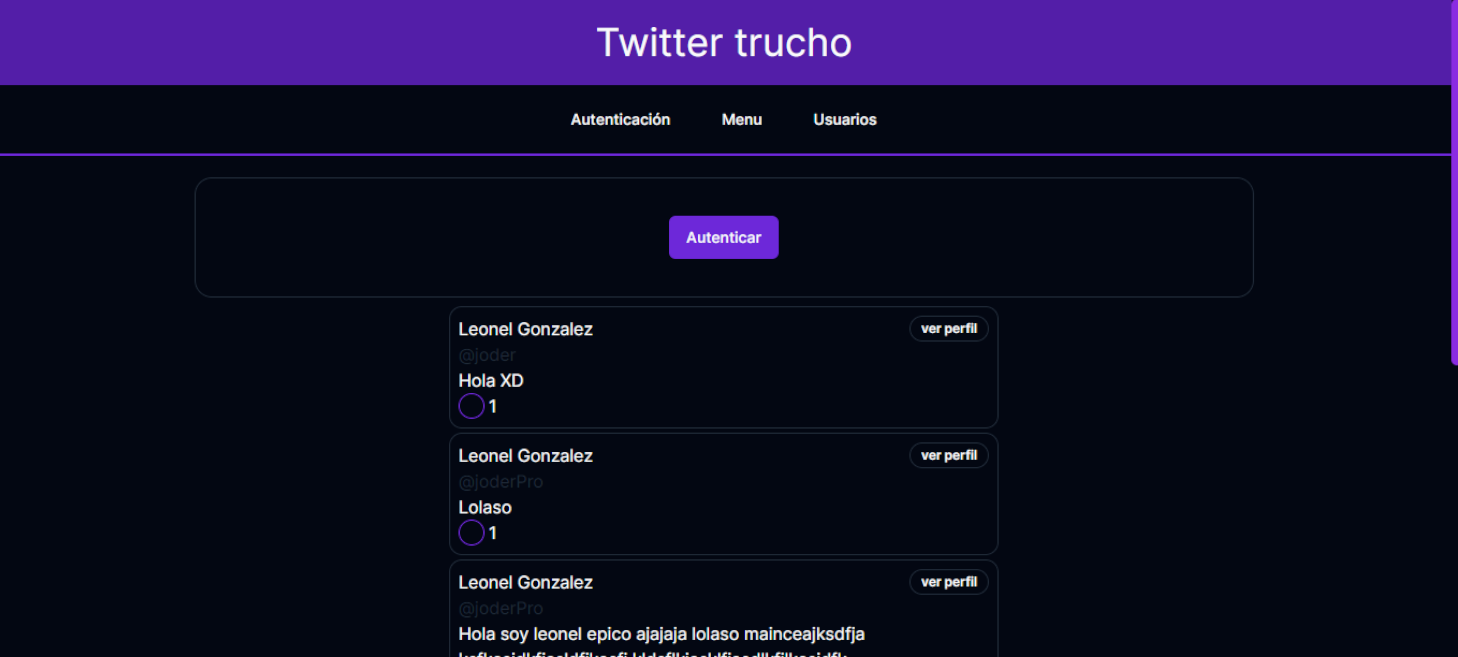 Twitter trucho
Autenticación Menu Usuarios
Autenticar
Leonel Gonzalez ver perfil
@joder
Hola XD
1
Leonel Gonzalez ver perfil
@joderPro
Lolaso
1
Leonel Gonzalez ver perfil
@joderPro
Hola soy leonel epico ajajaja lolaso mainceajksdfja